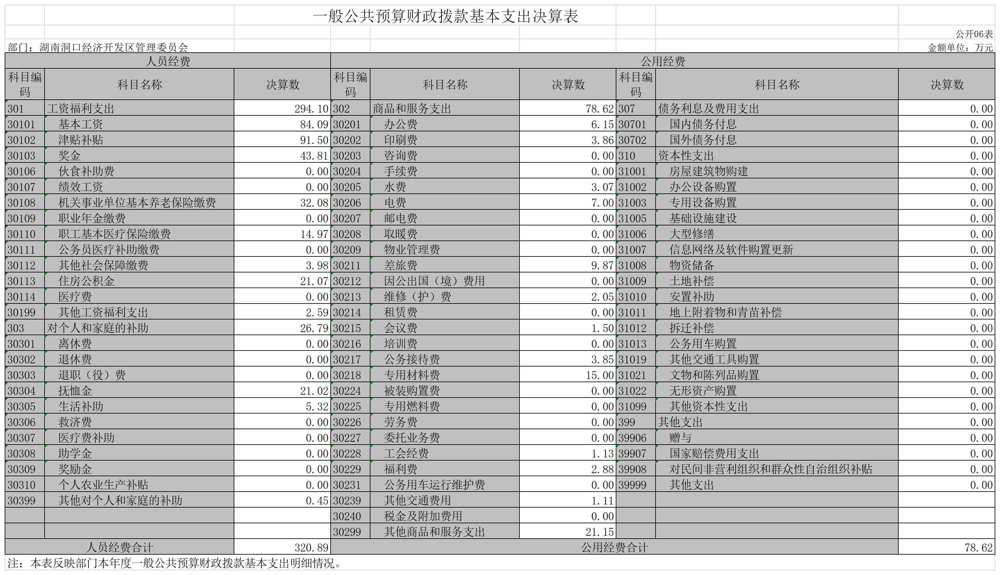 一般公共预算财政拨款基本支出决算表
公开06表
部门：湖南洞口经济开发区管理委员会 金额单位：万元
人员经费 公用经费
科目编码 科目名称 决算数 科目编码 科目名称 决算数 科目编码 科目名称 决算数
301 工资福利支出 294.10 302 商品和服务支出 78.62 307 债务利息及费用支出 0.00
30101 基本工资 84.09 30201 办公费 6.15 30701 国内债务付息 0.00
30102 津贴补贴 91.50 30202 印刷费 3.86 30702 国外债务付息 0.00
30103 奖金 43.81 30203 咨询费 0.00 310 资本性支出 0.00
30106 伙食补助费 0.00 30204 手续费 0.00 31001 房屋建筑物购建 0.00
30107 绩效工资 0.00 30205 水费 3.07 31002 办公设备购置 0.00
30108 机关事业单位基本养老保险缴费 32.08 30206 电费 7.00 31003 专用设备购置 0.00
30109 职业年金缴费 0.00 30207 邮电费 0.00 31005 基础设施建设 0.00
30110 职工基本医疗保险缴费 14.97 30208 取暖费 0.00 31006 大型修缮 0.00
30111 公务员医疗补助缴费 0.00 30209 物业管理费 0.00 31007 信息网络及软件购置更新 0.00
30112 其他社会保障缴费 3.98 30211 差旅费 9.87 31008 物资储备 0.00
30113 住房公积金 21.07 30212 因公出国（境）费用 0.00 31009 土地补偿 0.00
30114 医疗费 0.00 30213 维修（护）费 2.05 31010 安置补助 0.00
30199 其他工资福利支出 2.59 30214 租赁费 0.00 31011 地上附着物和青苗补偿 0.00
303 对个人和家庭的补助 26.79 30215 会议费 1.50 31012 拆迁补偿 0.00
30301 离休费 0.00 30216 培训费 0.00 31013 公务用车购置 0.00
30302 退休费 0.00 30217 公务接待费 3.85 31019 其他交通工具购置 0.00
30303 退职（役）费 0.00 30218 专用材料费 15.00 31021 文物和陈列品购置 0.00
30304 抚恤金 21.02 30224 被装购置费 0.00 31022 无形资产购置 0.00
30305 生活补助 5.32 30225 专用燃料费 0.00 31099 其他资本性支出 0.00
30306 救济费 0.00 30226 劳务费 0.00 399 其他支出 0.00
30307 医疗费补助 0.00 30227 委托业务费 0.00 39906 赠与 0.00
30308 助学金 0.00 30228 工会经费 1.13 39907 国家赔偿费用支出 0.00
30309 奖励金 0.00 30229 福利费 2.88 39908 对民间非营利组织和群众性自治组织补贴 0.00
30310 个人农业生产补贴 0.00 30231 公务用车运行维护费 0.00 39999 其他支出 0.00
30399 其他对个人和家庭的补助 0.45 30239 其他交通费用 1.11
30240 税金及附加费用 0.00
30299 其他商品和服务支出 21.15
人员经费合计 320.89 公用经费合计 78.62
注：本表反映部门本年度一般公共预算财政拨款基本支出明细情况。